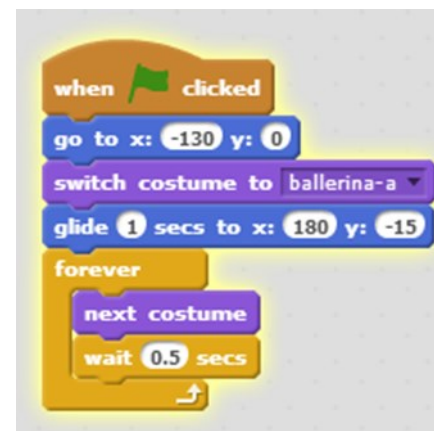 when clicked
go to x: -130 y: 0
switch costume to ballerina-a
glide 1 secs to x: 180 y: -15
forever
next costume
wait 0.5 secs